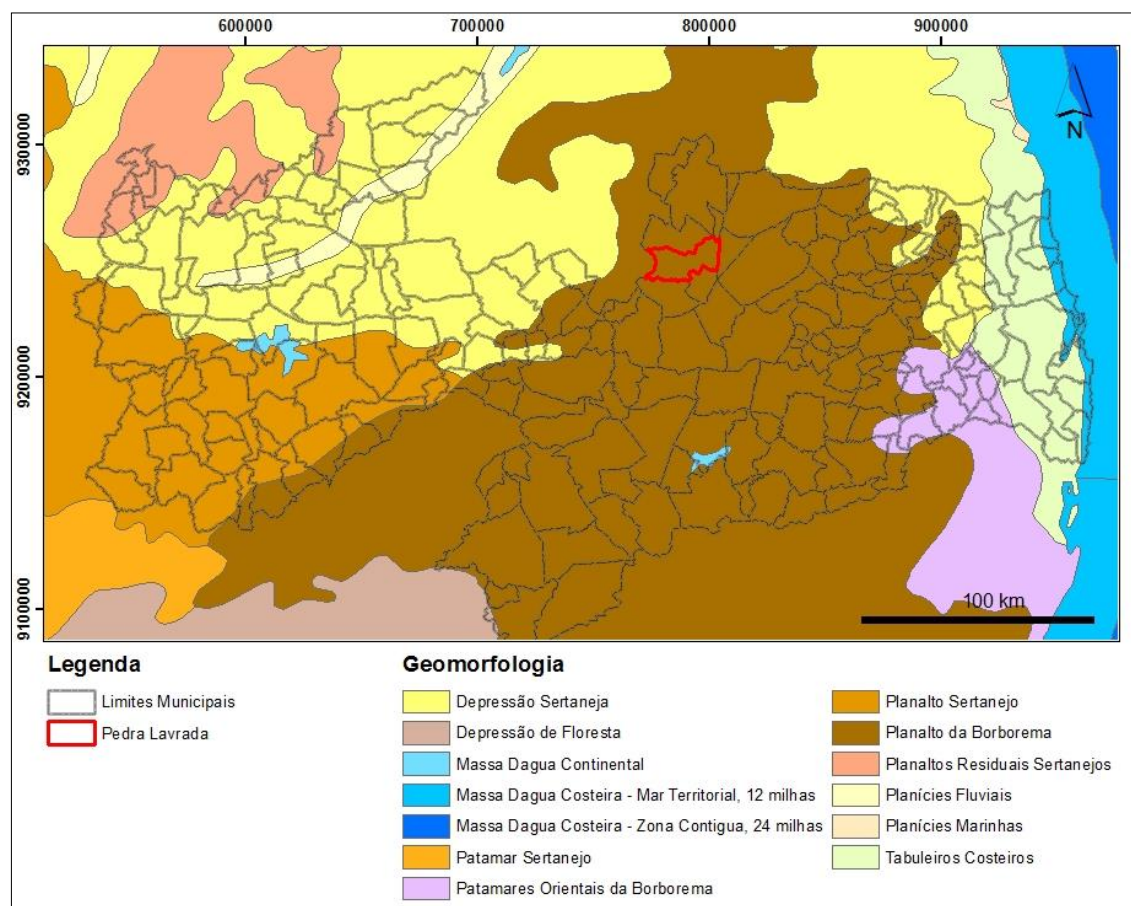 600000 700000 800000 900000
9300000
9200000
9100000
N
100 km
Legenda
Limites Municipais
Pedra Lavrada
Geomorfologia
Depressão Sertaneja
Depressão de Floresta
Massa Dagua Continental
Massa Dagua Costeira - Mar Territorial, 12 milhas
Massa Dagua Costeira - Zona Contigua, 24 milhas
Patamar Sertanejo
Patamares Orientais da Borborema
Planalto Sertanejo
Planalto da Borborema
Planaltos Residuais Sertanejos
Planícies Fluviais
Planícies Marinhas
Tabuleiros Costeiros